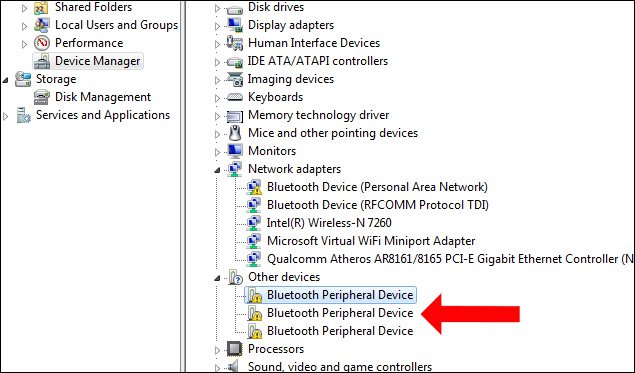 Shared Folders
Local Users and Groups
Performance
Device Manager
Storage
Disk Management
Services and Applications
Disk drives
Display adapters
Human Interface Devices
IDE ATA/ATAPI controllers
Imaging devices
Keyboards
Memory technology driver
Mice and other pointing devices
Monitors
Network adapters
Bluetooth Device (Personal Area Network)
Bluetooth Device (RFCOMM Protocol TDI)
Intel(R) Wireless-N 7260
Microsoft Virtual WiFi Miniport Adapter
Qualcomm Atheros AR8161/8165 PCI-E Gigabit Ethernet Controller (N
Other devices
Bluetooth Peripheral Device
Bluetooth Peripheral Device
Bluetooth Peripheral Device
Processors
Sound, video and game controllers